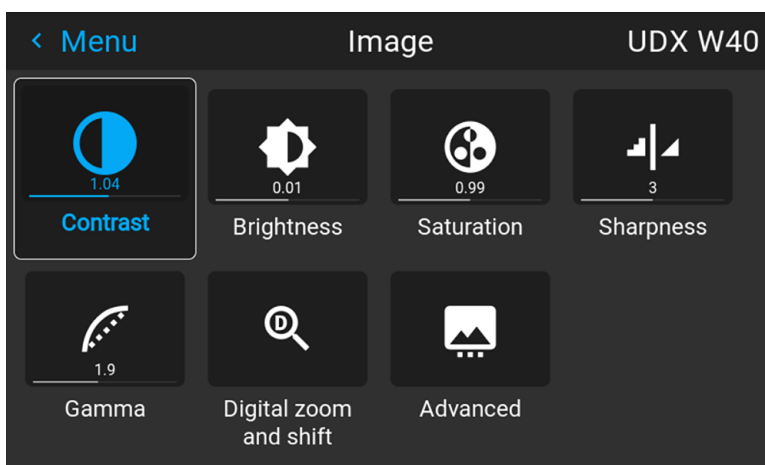 Menu
Image
UDX W40
1.04
0.01
0.99
3
Contrast
Brightness
Saturation
Sharpness
D
1.9
Gamma
Digital zoom
and shift
Advanced